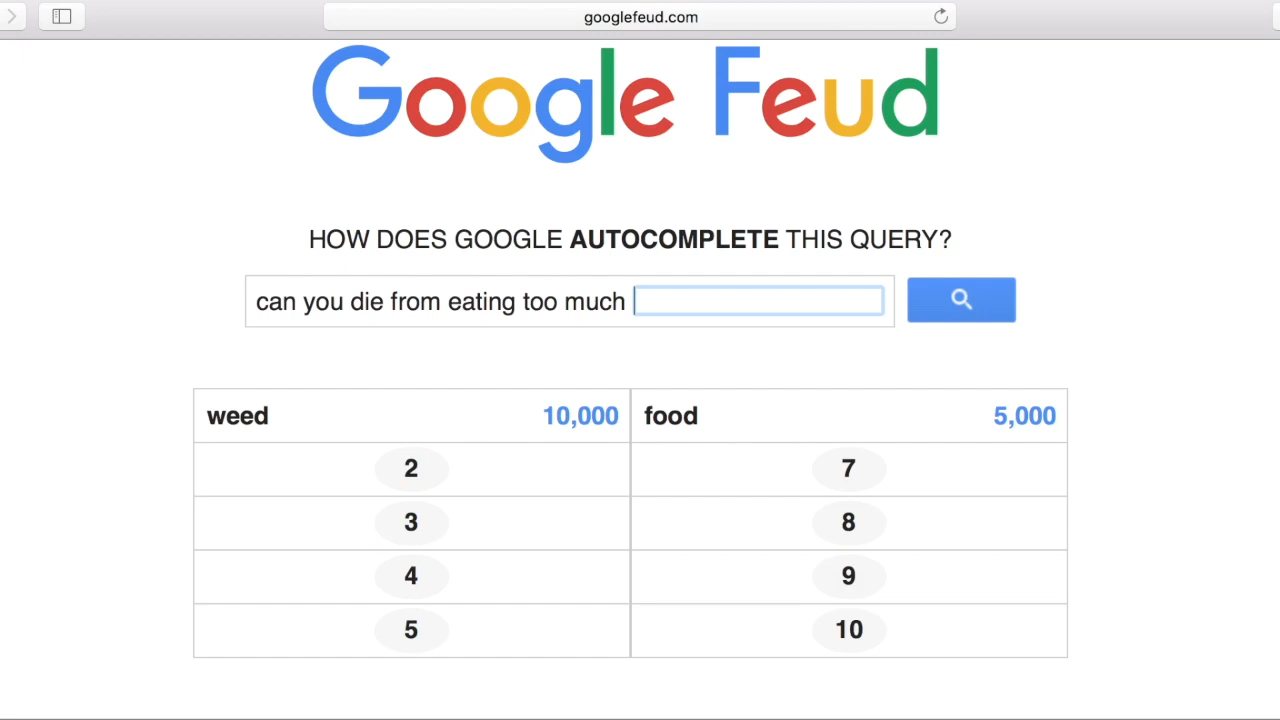 googlefeud.com
Google Feud
HOW DOES GOOGLE AUTOCOMPLETE THIS QUERY?
can you die from eating too much
weed 10,000 food 5,000
2 7
3 8
4 9
5 10